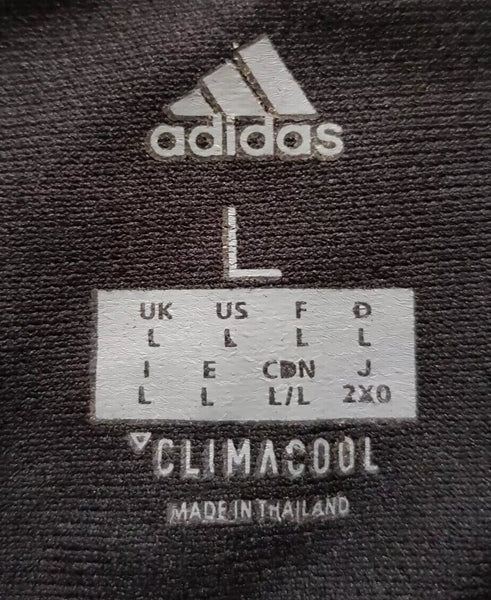 adidas
L
UK US F D
L L L L
I E CDN J
L L L/L 2XO
CLIMACOOL
MADE IN THAILAND